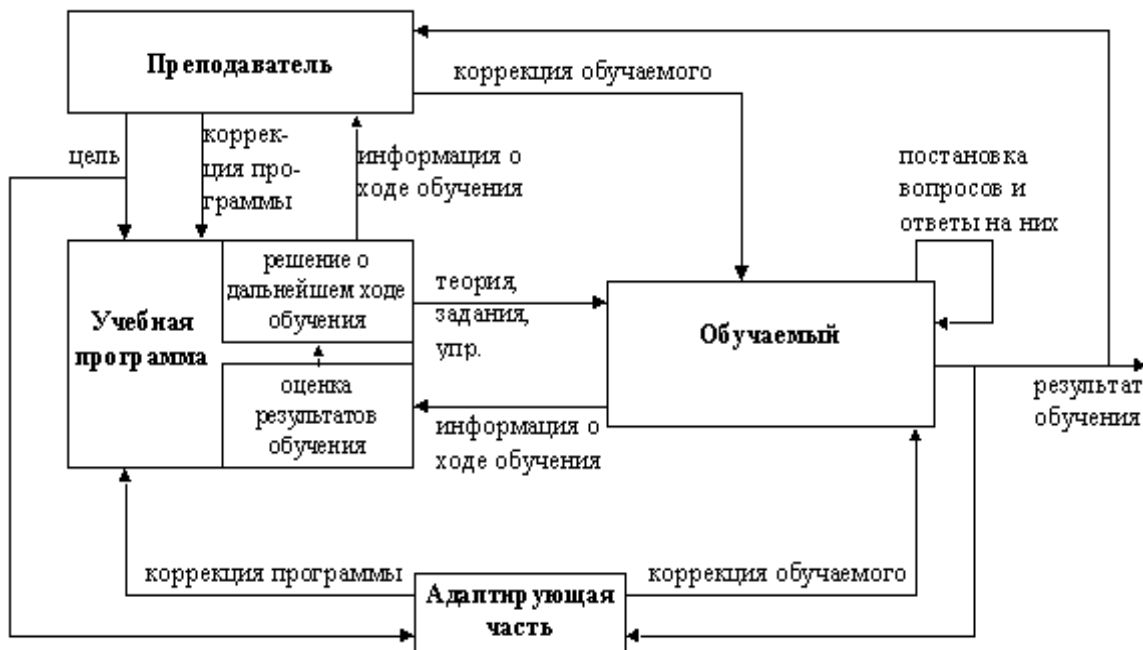 Преподаватель
коррекция обучаемого
цель
коррек-
ция про-
граммы
информация о
ходе обучения
постановка
вопросов и
ответы на них
решение о
дальнейшем ходе
обучения
Учебная
программа
оценка
результатов
обучения
теория,
задания,
упр.
Обучаемый
информация о
ходе обучения
результат
обучения
коррекция программы
коррекция обучаемого
Адаптирующая
часть